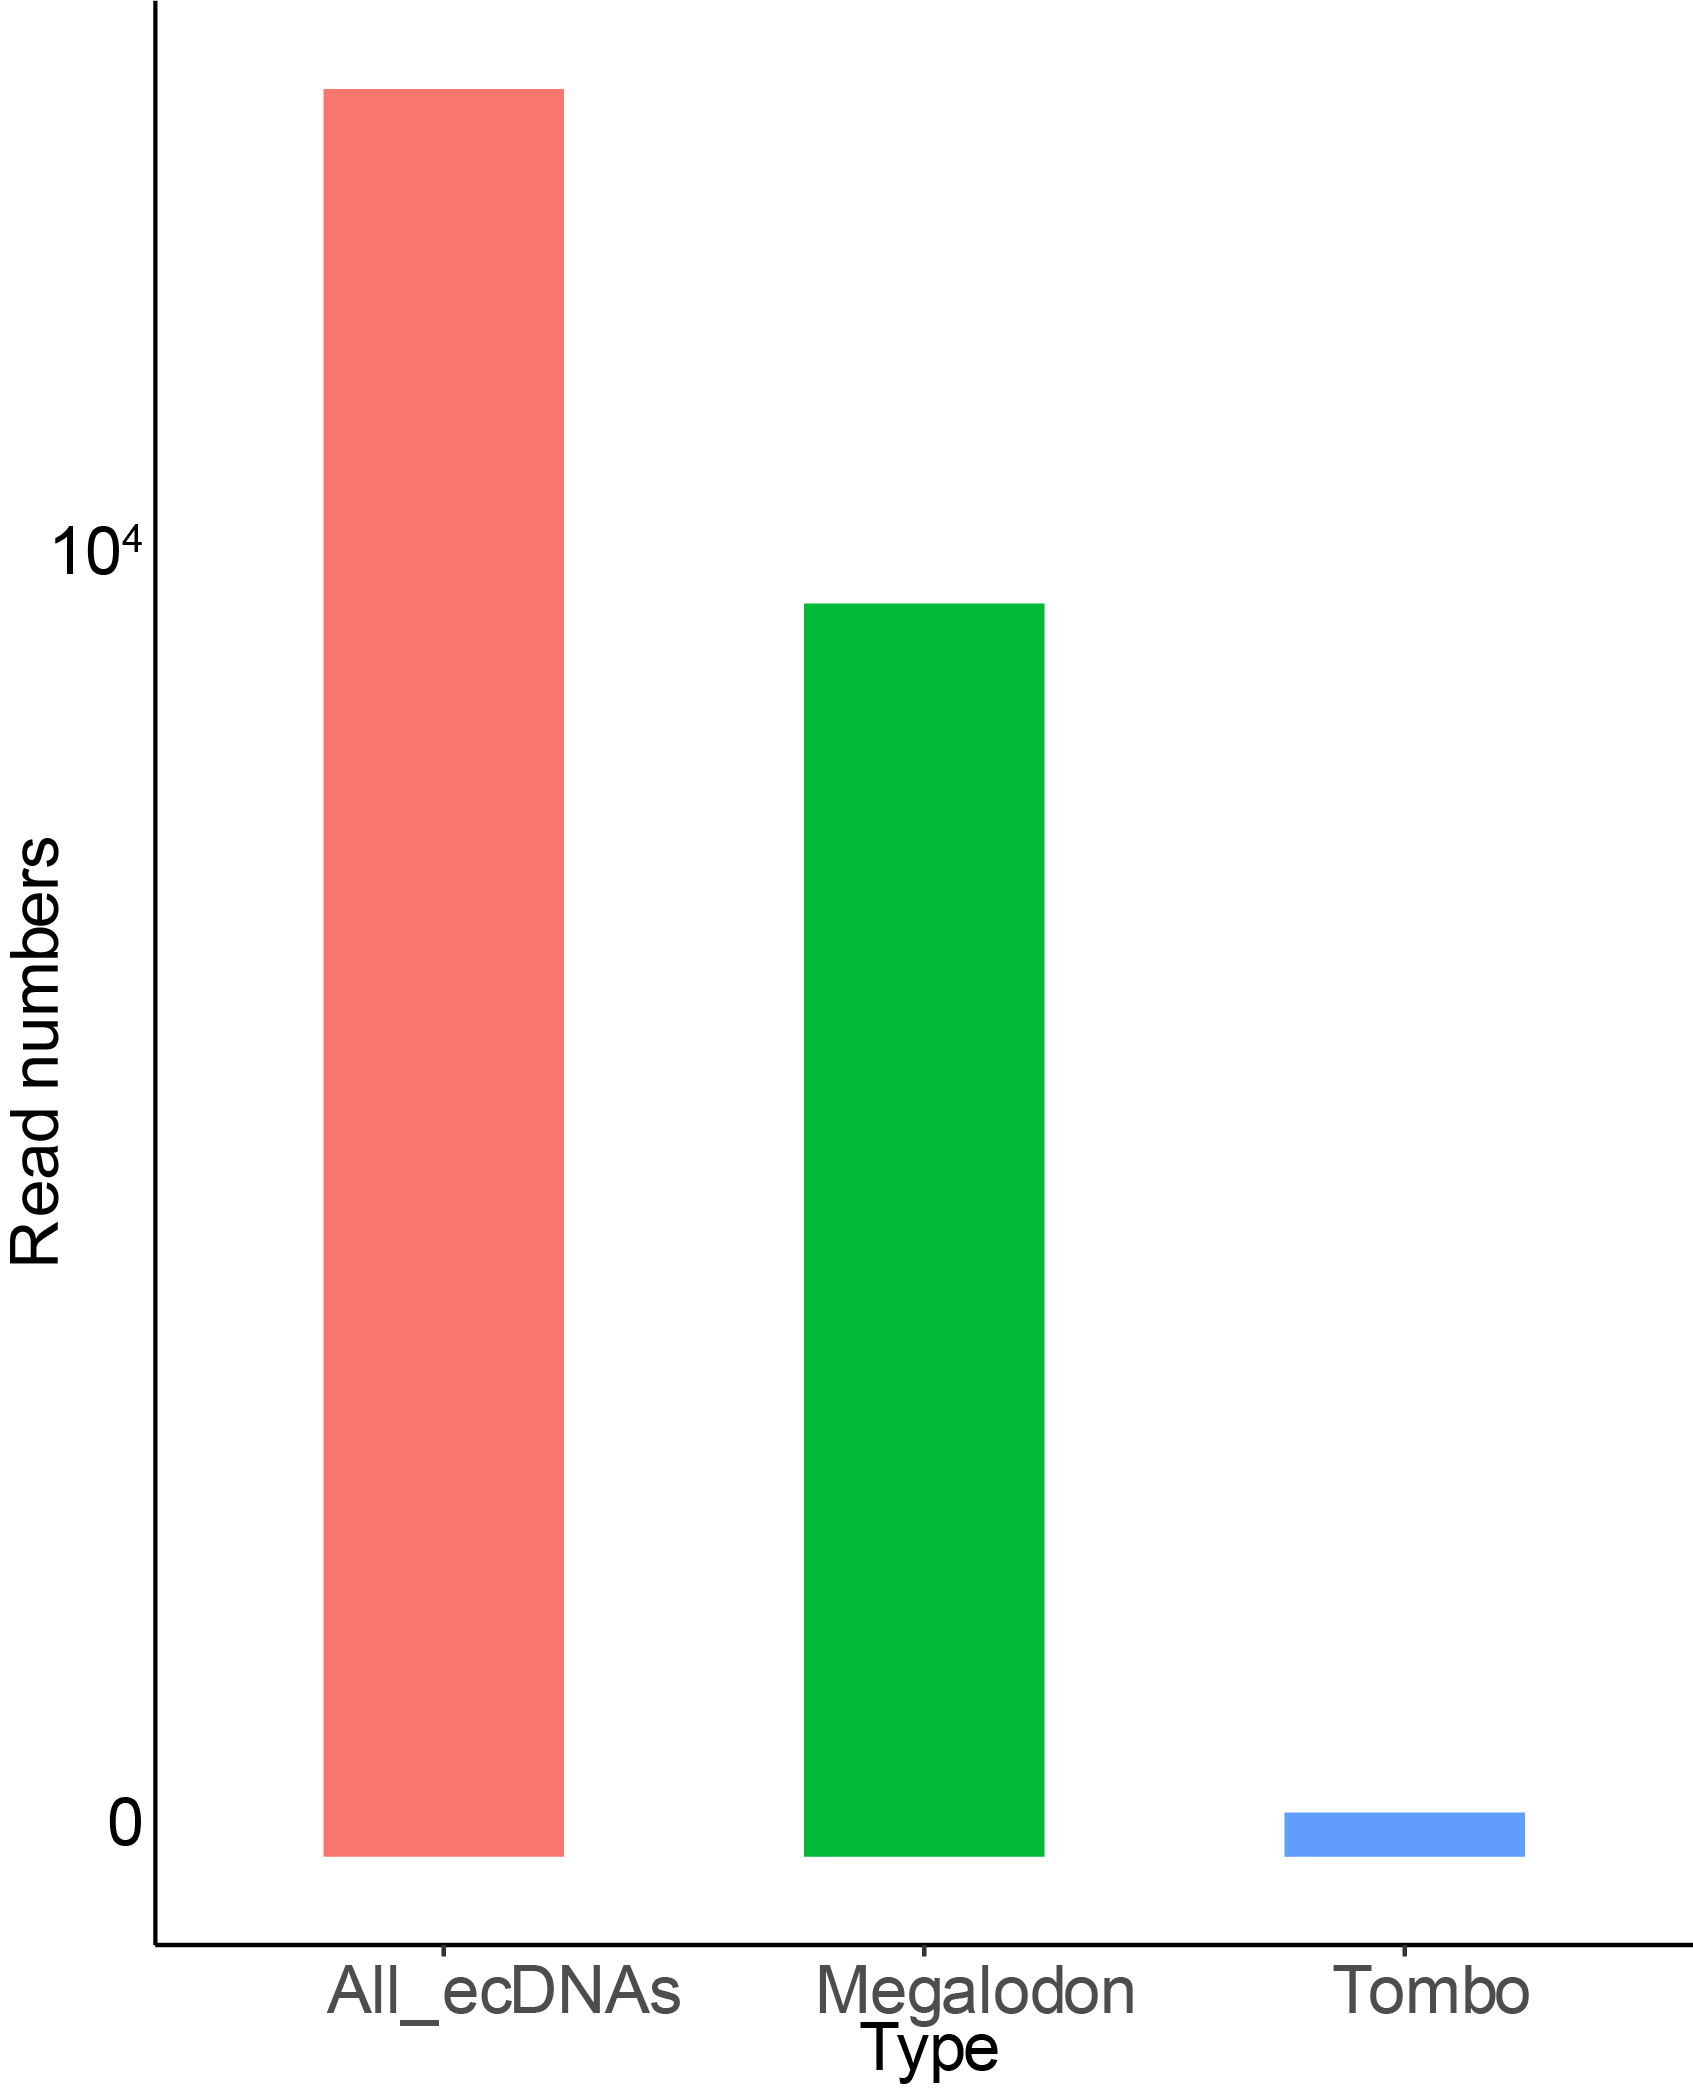 10⁴
Read numbers
0
All_ecDNAs Megalodon Tombo
Type